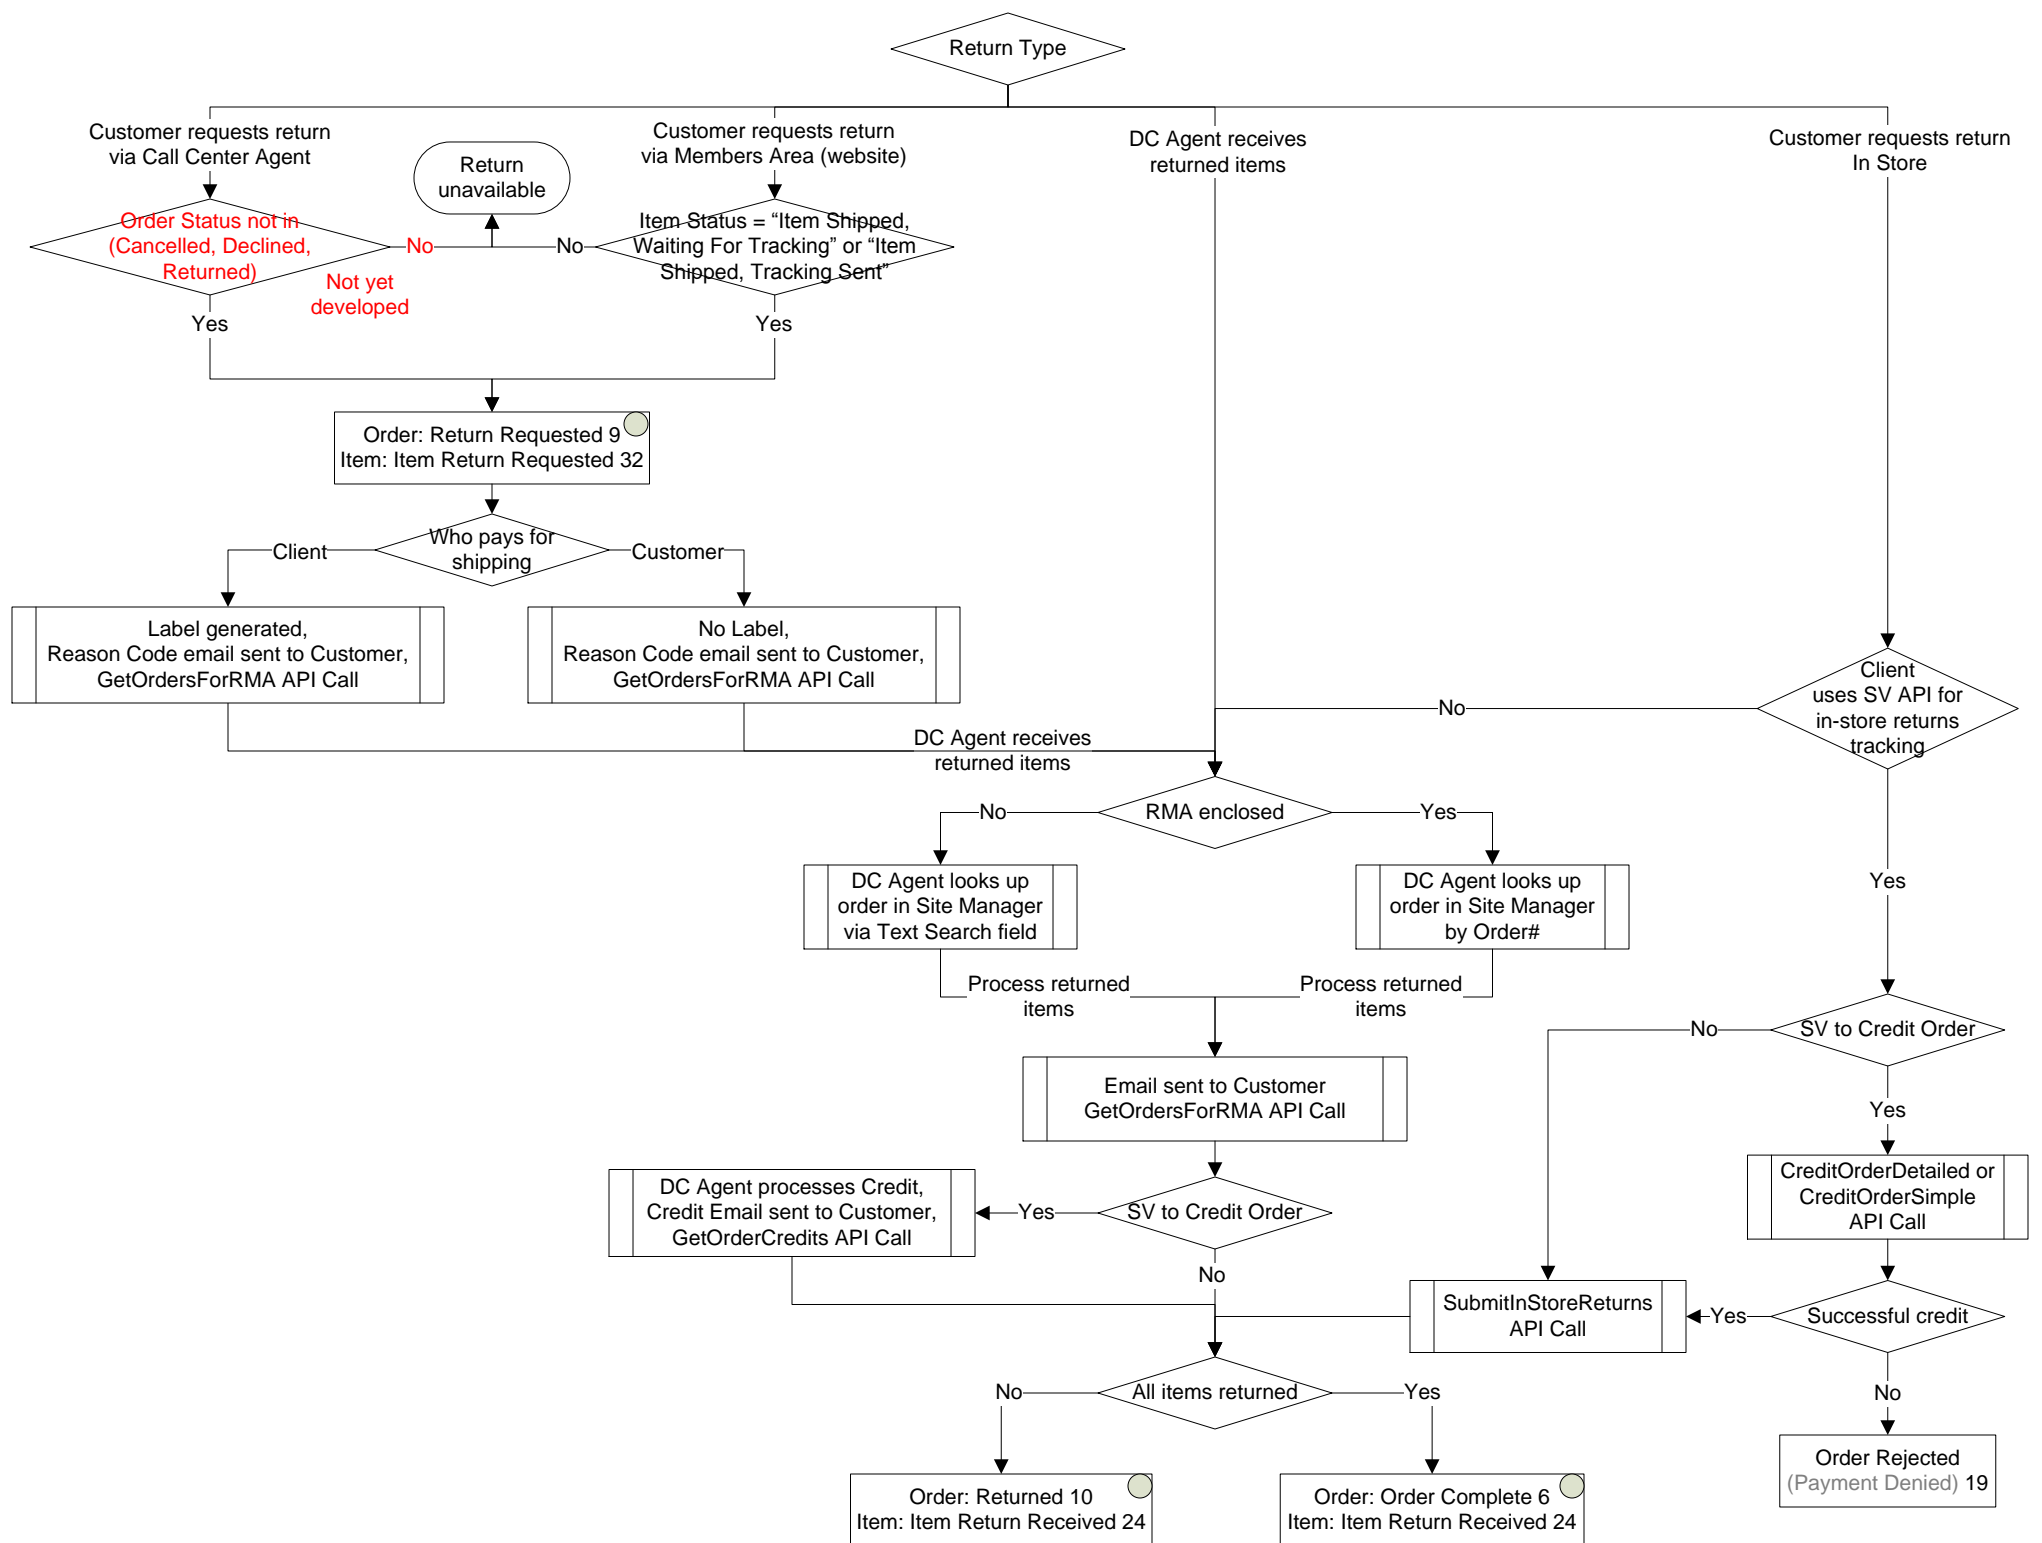 Return Type
Customer requests return
via Call Center Agent
Customer requests return
via Members Area (website)
DC Agent receives
returned items
Customer requests return
In Store
Return
unavailable
Order Status not in
(Cancelled, Declined,
Returned)
No
No
Item Status = “Item Shipped,
Waiting For Tracking” or “Item
Shipped, Tracking Sent”
Not yet
developed
Yes
Yes
Order: Return Requested 9
Item: Item Return Requested 32
Who pays for
shipping
Client
Customer
Label generated,
Reason Code email sent to Customer,
GetOrdersForRMA API Call
No Label,
Reason Code email sent to Customer,
GetOrdersForRMA API Call
Client
uses SV API for
in-store returns
tracking
No
DC Agent receives
returned items
RMA enclosed
No
Yes
DC Agent looks up
order in Site Manager
via Text Search field
DC Agent looks up
order in Site Manager
by Order#
Yes
Process returned
items
Process returned
items
SV to Credit Order
No
Email sent to Customer
GetOrdersForRMA API Call
Yes
CreditOrderDetailed or
CreditOrderSimple
API Call
DC Agent processes Credit,
Credit Email sent to Customer,
GetOrderCredits API Call
Yes
SV to Credit Order
No
SubmitInStoreReturns
API Call
Yes
Successful credit
All items returned
No
Yes
No
Order Rejected
(Payment Denied) 19
Order: Returned 10
Item: Item Return Received 24
Order: Order Complete 6
Item: Item Return Received 24